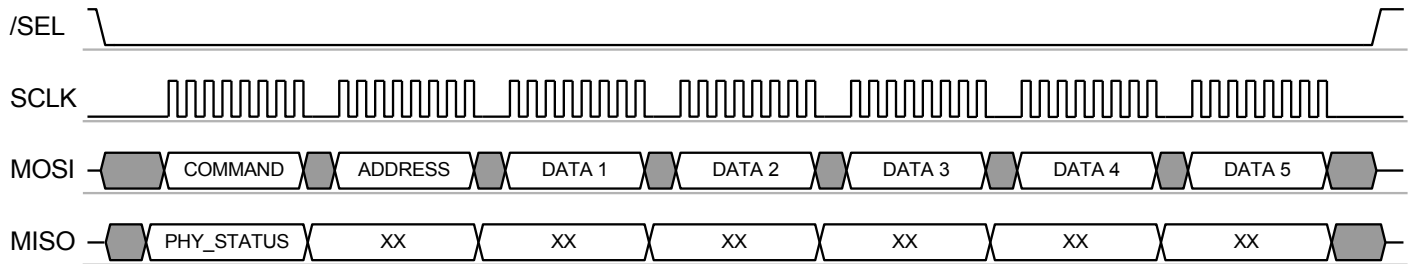 /SEL
SCLK
MOSI COMMAND ADDRESS DATA 1 DATA 2 DATA 3 DATA 4 DATA 5
MISO PHY_STATUS XX XX XX XX XX XX